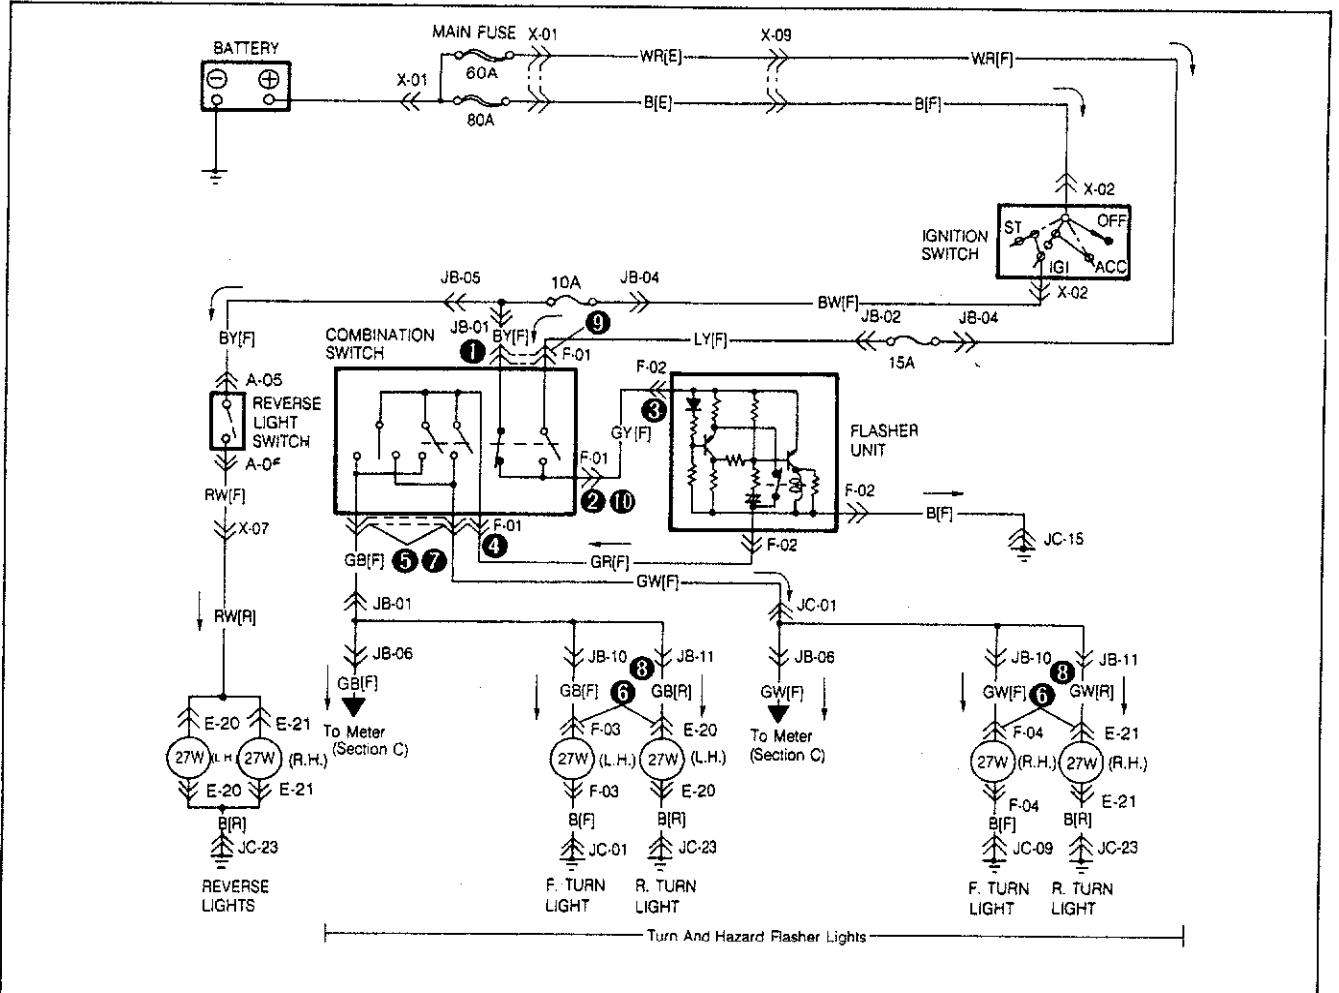 MAIN FUSE X-01 X-09
BATTERY
60A WR[E] WR[F]
X-01
80A B[E] B[F]
X-02
ST OFF
IGNITION
SWITCH
IGI ACC
X-02
JB-05 10A JB-04
BW[F]
JB-01 BY[F] 9
JB-02 JB-04
BY[F]
COMBINATION
SWITCH
1 F-01
LY[F]
15A
A-05
F-02
REVERSE
LIGHT
SWITCH
3
GY[F]
FLASHER
UNIT
A-05
F-01
2 10
F-02
B[F]
RW[F]
X-07
F-01
4
F-02
JC-15
GB[F] 5 7
GR[F]
GW[F]
RW[R]
JB-01
JC-01
JB-06 JB-10 8 JB-11 JB-06 JB-10 8 JB-11
GB[F] GB[F] 6 GB[R] GW[F] GW[F] 6 GW[R]
E-20 E-21 To Meter
(Section C) F-03 E-20 To Meter
(Section C) F-04 E-21
27W (L.H.) 27W (R.H.) 27W (L.H.) 27W (L.H.) 27W (R.H.) 27W (R.H.)
E-20 E-21 F-03 E-20 F-04 E-21
B[R] B[F] B[R] B[F] B[R]
JC-23 JC-01 JC-23 JC-09 JC-23
REVERSE
LIGHTS
F. TURN
LIGHT
R. TURN
LIGHT
F. TURN
LIGHT
R. TURN
LIGHT
Turn And Hazard Flasher Lights